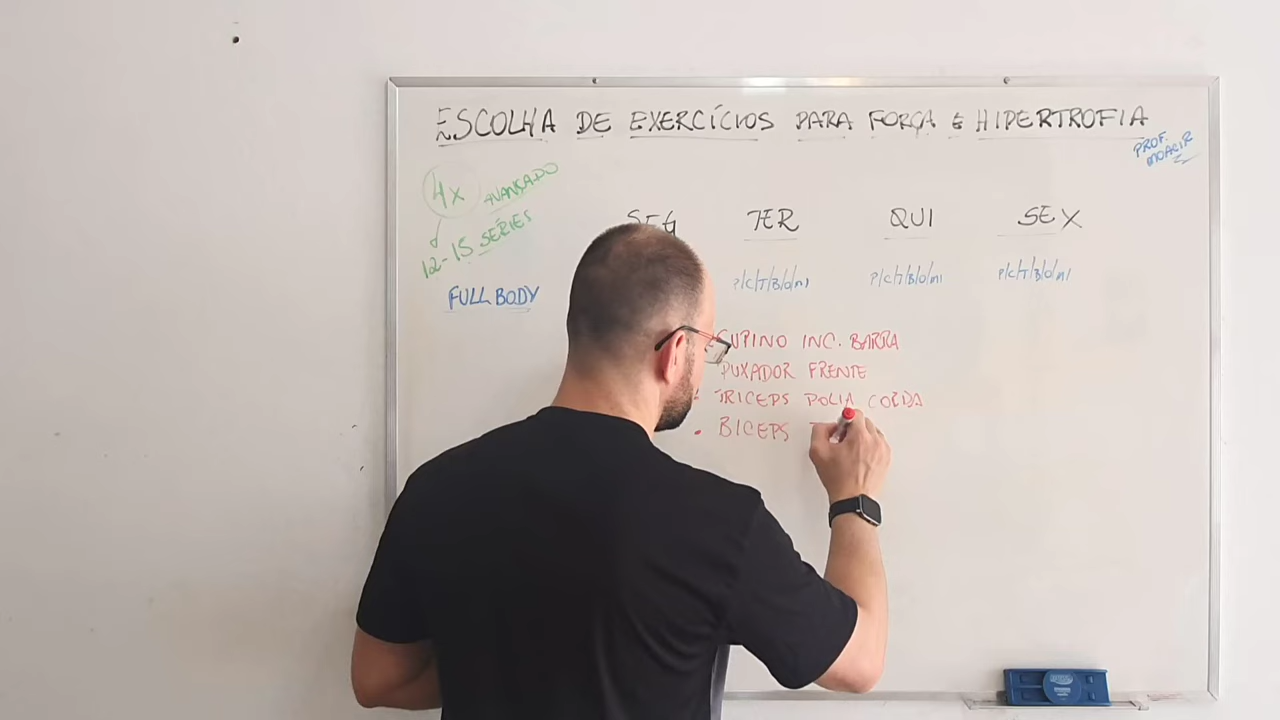 ESCOLHA DE EXERCÍCIOS PARA FORÇA E HIPERTROFIA
PROF. MOACIR
4x AVANÇADO
12-15 SÉRIES
SEG TER QUI SEX
FULL BODY
P/C/T/B/O/M P/C/T/B/O/M P/C/T/B/O/M
SUPINO INC. BARRA
PUXADOR FRENTE
• TRICEPS POLIA CORDA
• BICEPS